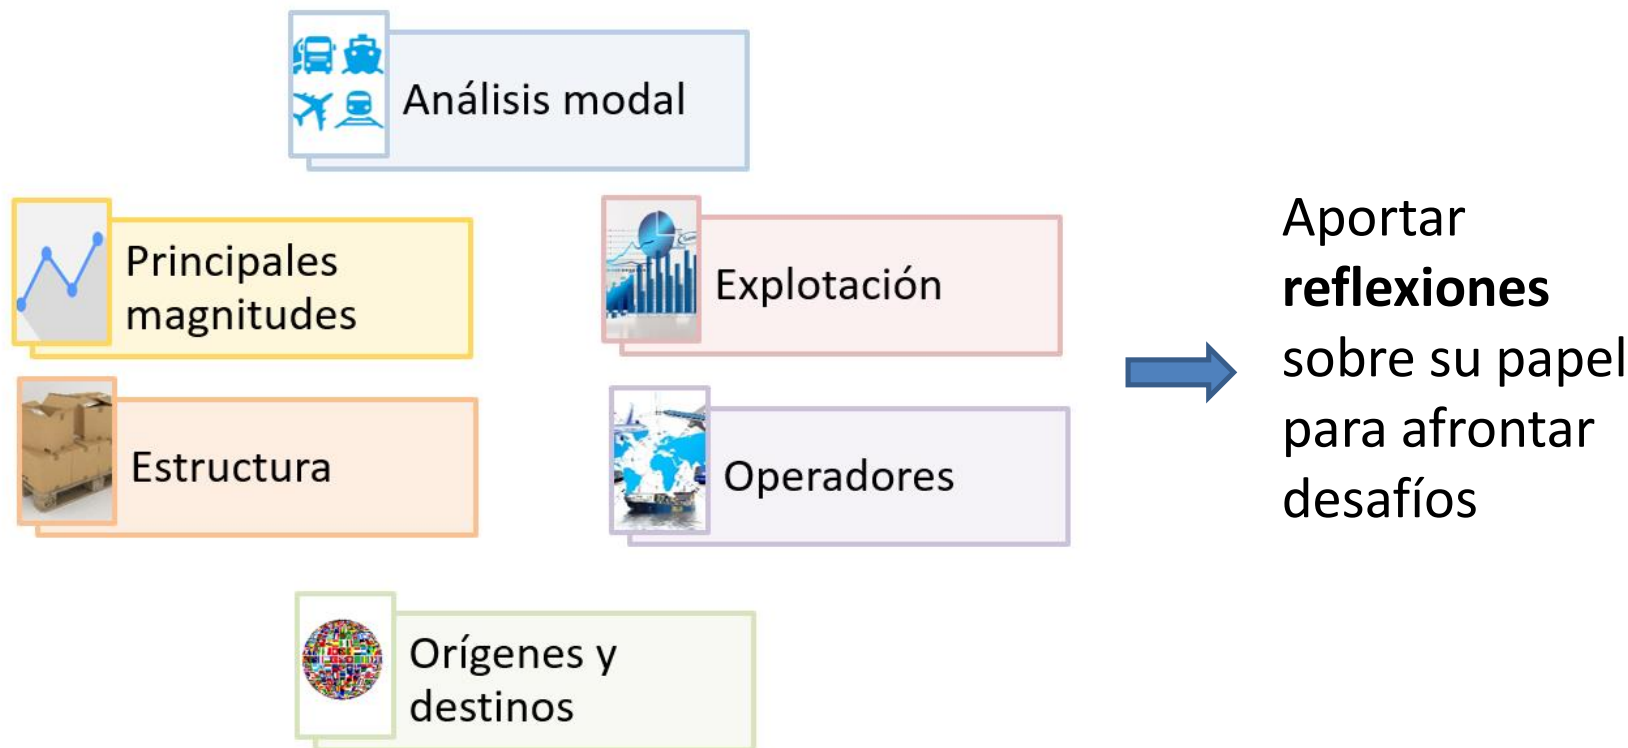 Análisis modal
Principales
magnitudes
Explotación
Estructura
Operadores
Orígenes y
destinos
Aportar
reflexiones
sobre su papel
para afrontar
desafíos